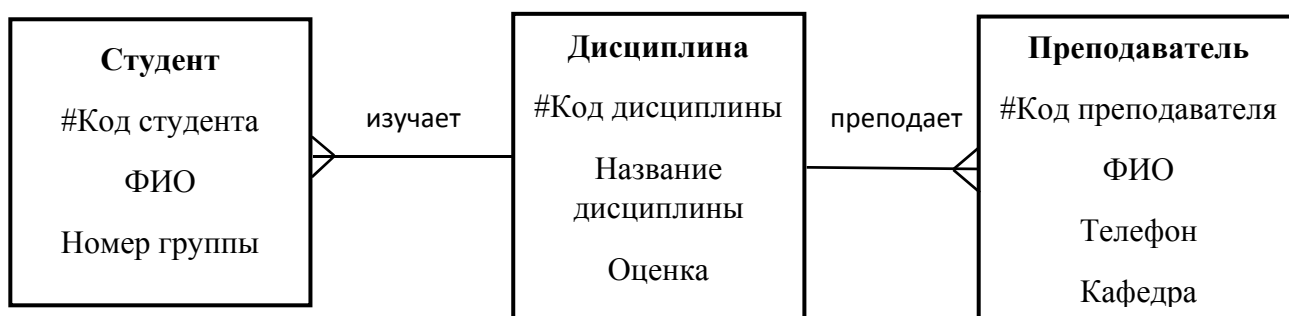 Студент
#Код студента
ФИО
Номер группы
изучает
Дисциплина
#Код дисциплины
Название
дисциплины
Оценка
преподает
Преподаватель
#Код преподавателя
ФИО
Телефон
Кафедра